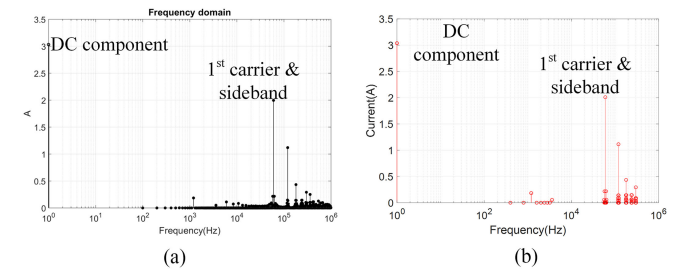 Frequency domain
3.5
3
2.5
2
1.5
1
0.5
0
A
DC component
1st carrier &
sideband
10^0
10^1
10^2
10^3
10^4
10^5
10^6
Frequency(Hz)
(a)
3.5
3
2.5
2
1.5
1
0.5
0
Current(A)
DC
component
1st carrier &
sideband
10^0
10^2
10^4
10^6
Frequency(Hz)
(b)